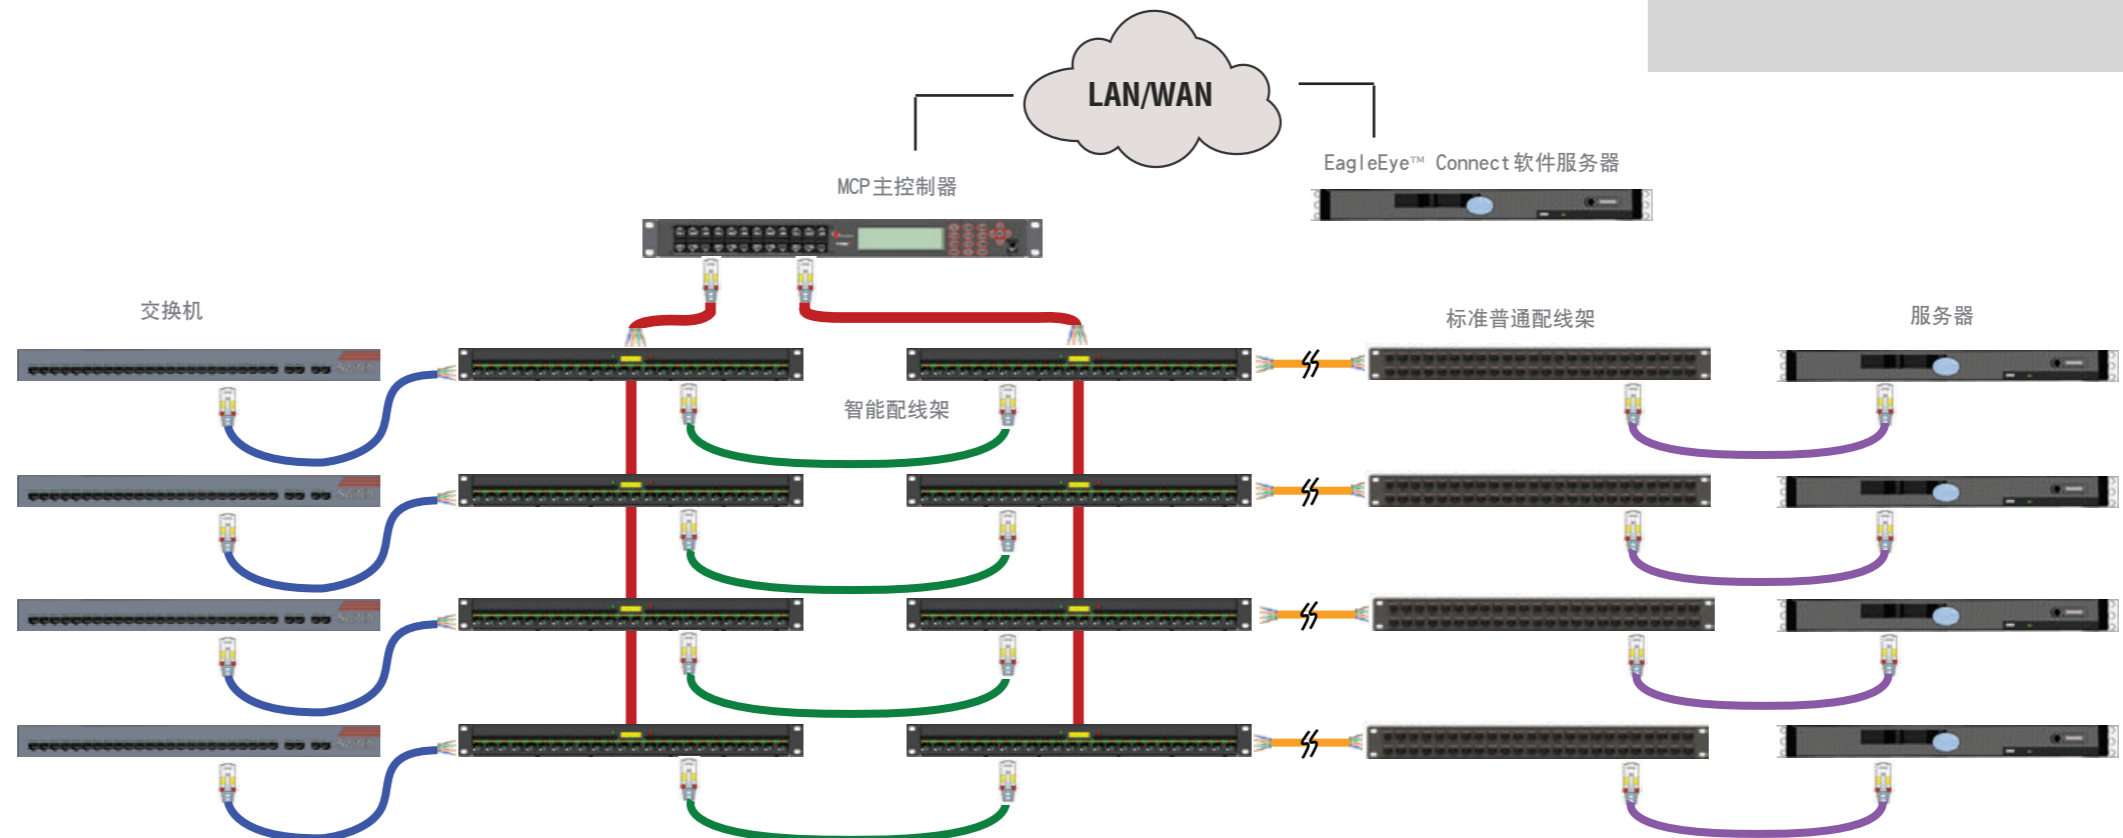 LAN/WAN
EagleEye™ Connect软件服务器
MCP主控制器
交换机
标准普通配线架
服务器
智能配线架